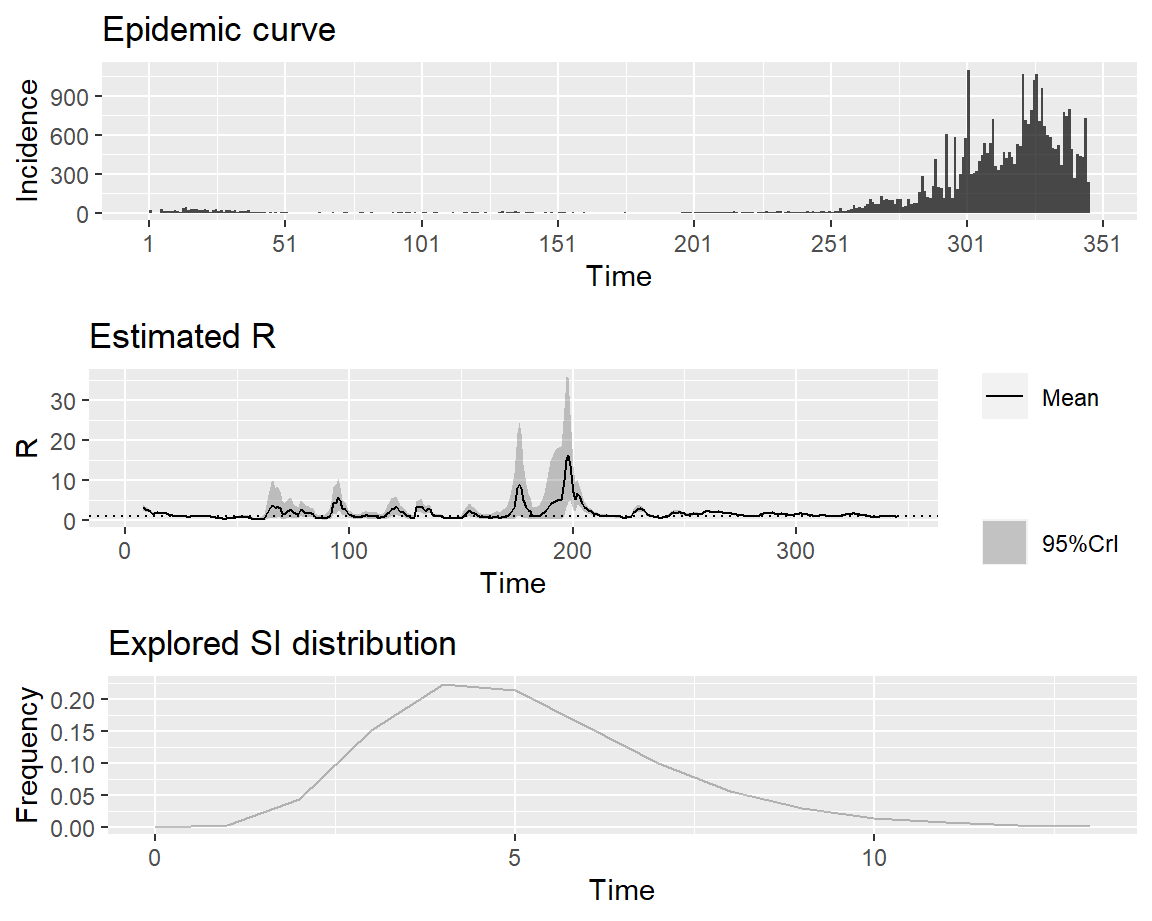 Epidemic curve
Incidence
900
600
300
0
1 51 101 151 201 251 301 351
Time
Estimated R
R
30
20
10
0
0 100 200 300
Time
Mean
95%CrI
Explored SI distribution
Frequency
0.20
0.15
0.10
0.05
0.00
0 5 10
Time